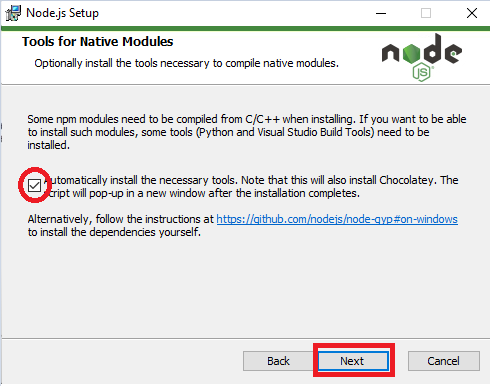 Node.js Setup
Tools for Native Modules
Optionally install the tools necessary to compile native modules.
node
JS
Some npm modules need to be compiled from C/C++ when installing. If you want to be able
to install such modules, some tools (Python and Visual Studio Build Tools) need to be
installed.
Automatically install the necessary tools. Note that this will also install Chocolatey. The
script will pop-up in a new window after the installation completes.
Alternatively, follow the instructions at https://github.com/nodejs/node-gyp#on-windows
to install the dependencies yourself.
Back
Next
Cancel